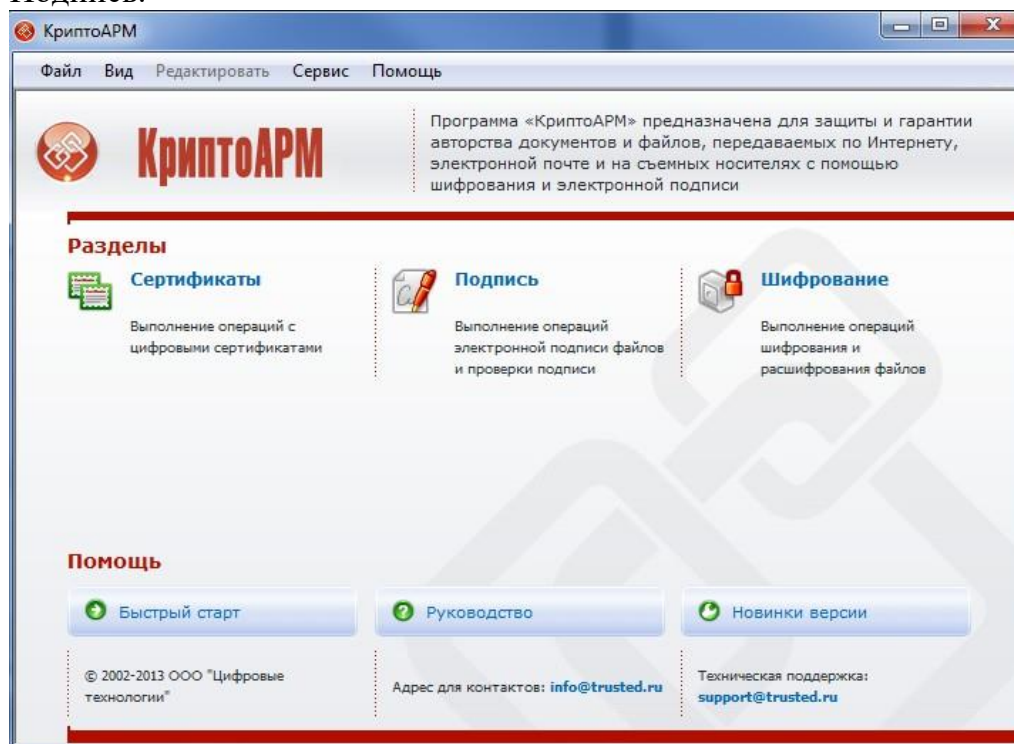 Подпись.
КриптоАРМ
Файл Вид Редактировать Сервис Помощь
КриптоАРМ
Программа «КриптоАРМ» предназначена для защиты и гарантии
авторства документов и файлов, передаваемых по Интернету,
электронной почте и на съемных носителях с помощью
шифрования и электронной подписи
Разделы
Сертификаты
Выполнение операций с
цифровыми сертификатами
Подпись
Выполнение операций
электронной подписи файлов
и проверки подписи
Шифрование
Выполнение операций
шифрования и
расшифрования файлов
Помощь
Быстрый старт
Руководство
Новинки версии
© 2002-2013 ООО "Цифровые
технологии"
Адрес для контактов: info@trusted.ru
Техническая поддержка:
support@trusted.ru